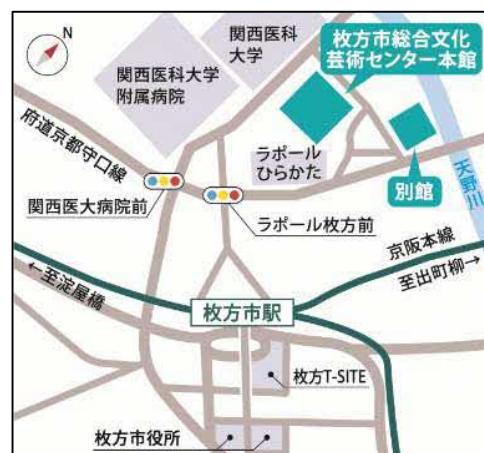 N
関西医科
大学
枚方市総合文化
芸術センター本館
関西医科大学
附属病院
府道京都守口線
ラポール
ひらかた
別館
天野川
関西医大病院前
ラポール枚方前
京阪本線
至出町柳→
←至淀屋橋
枚方市駅
枚方T-SITE
枚方市役所